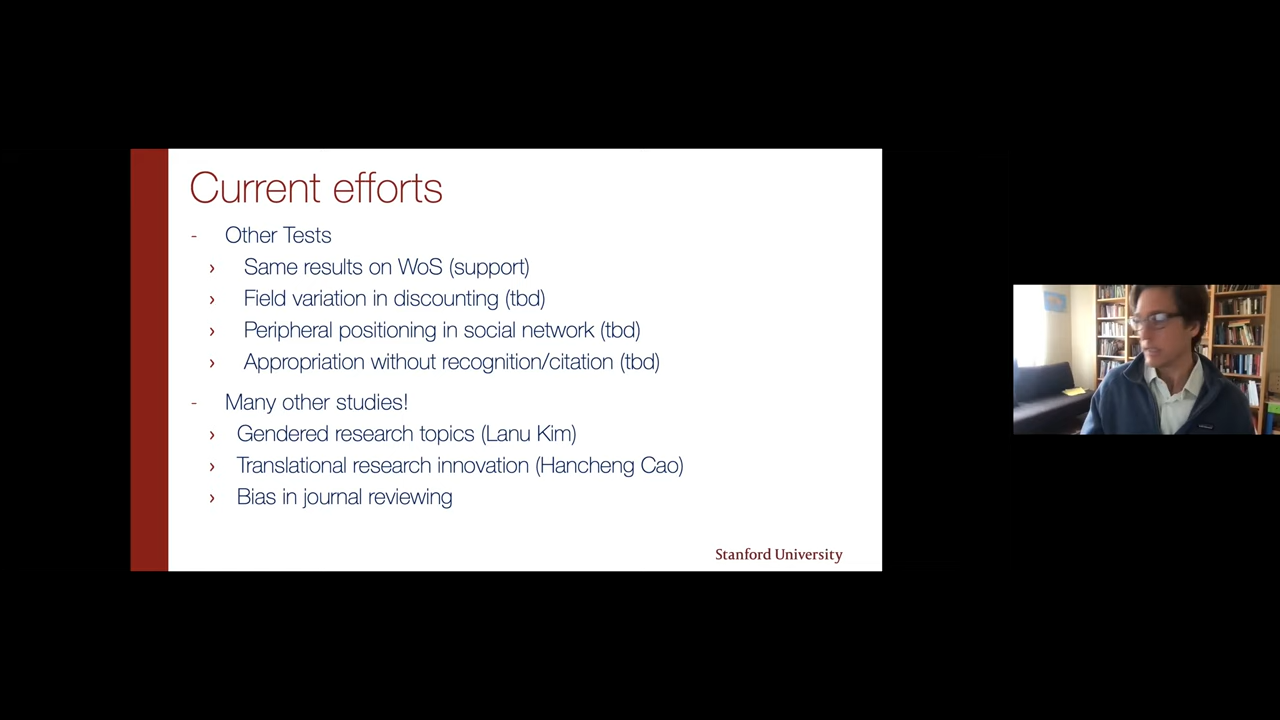 Current efforts
- Other Tests
› Same results on WoS (support)
› Field variation in discounting (tbd)
› Peripheral positioning in social network (tbd)
› Appropriation without recognition/citation (tbd)
- Many other studies!
› Gendered research topics (Lanu Kim)
› Translational research innovation (Hancheng Cao)
› Bias in journal reviewing
Stanford University